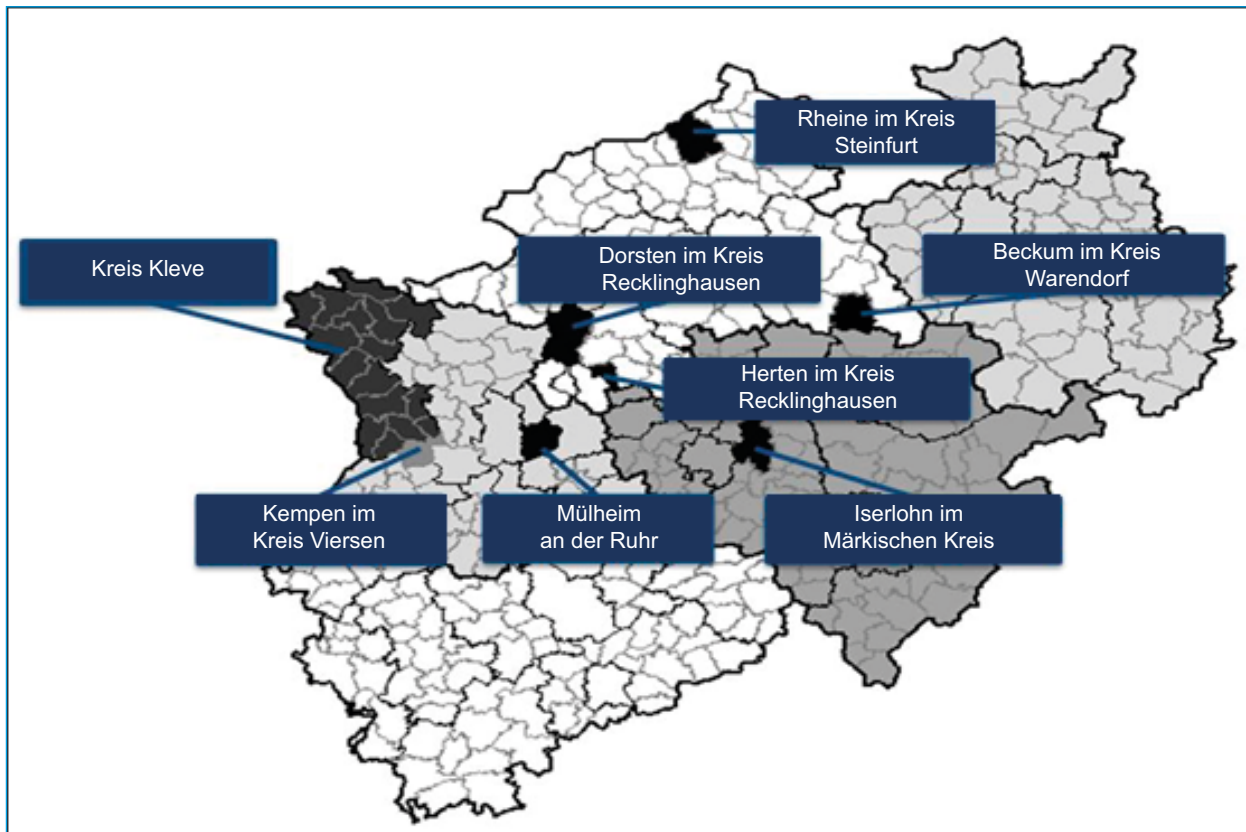 Rheine im Kreis
Steinfurt
Kreis Kleve
Dorsten im Kreis
Recklinghausen
Beckum im Kreis
Warendorf
Herten im Kreis
Recklinghausen
Kempen im
Kreis Viersen
Mülheim
an der Ruhr
Iserlohn im
Märkischen Kreis